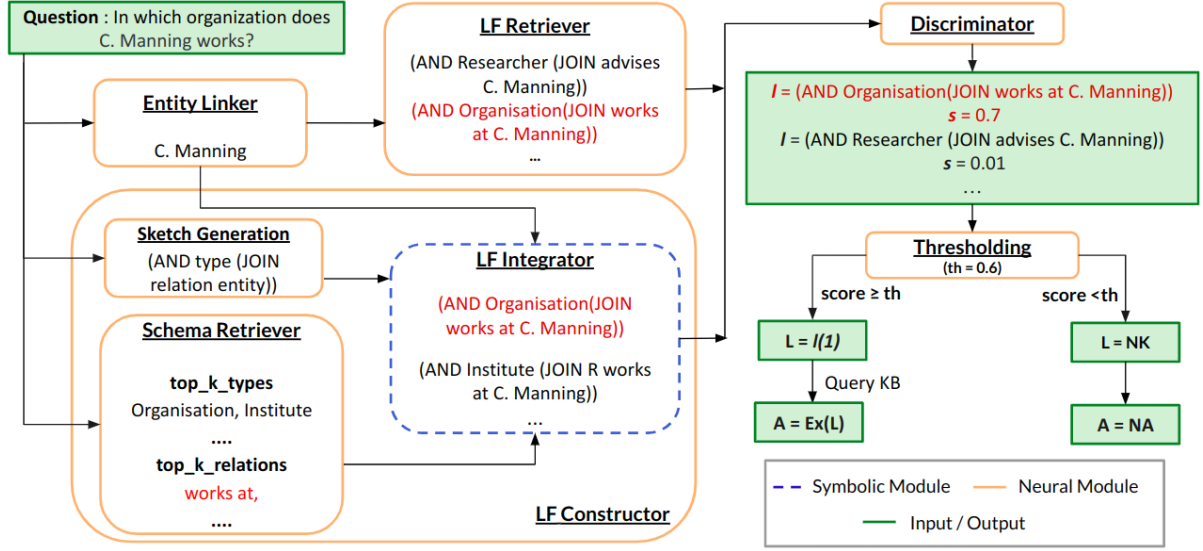 Question : In which organization does
C. Manning works?
Entity Linker
C. Manning
LF Retriever
(AND Researcher (JOIN advises
C. Manning))
(AND Organisation(JOIN works
at C. Manning))
...
Sketch Generation
(AND type (JOIN
relation entity))
Schema Retriever
top_k_types
Organisation, Institute
....
top_k_relations
works at,
....
LF Integrator
(AND Organisation(JOIN
works at C. Manning))
(AND Institute (JOIN R works
at C. Manning))
...
LF Constructor
Discriminator
l = (AND Organisation(JOIN works at C. Manning))
s = 0.7
l = (AND Researcher (JOIN advises C. Manning))
s = 0.01
...
Thresholding
(th = 0.6)
score ≥ th
score <th
L = l(1)
L = NK
Query KB
A = Ex(L)
A = NA
Symbolic Module
Neural Module
Input / Output